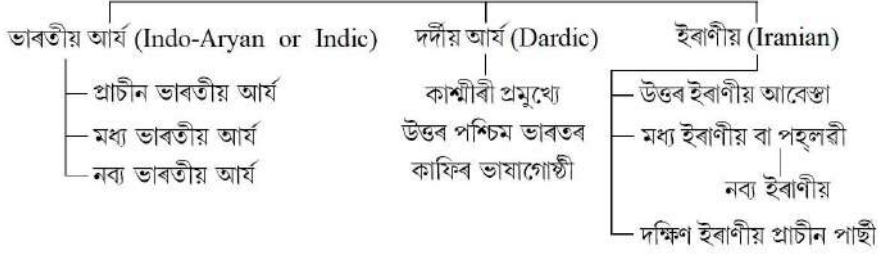 ভাৰতীয় আৰ্য (Indo-Aryan or Indic)
দৰ্দীয় আৰ্য (Dardic)
ইৰাণীয় (Iranian)
প্ৰাচীন ভাৰতীয় আৰ্য
মধ্য ভাৰতীয় আৰ্য
নব্য ভাৰতীয় আৰ্য
কাশ্মীৰী প্ৰমুখ্যে
উত্তৰ পশ্চিম ভাৰতৰ
কাফিৰ ভাষাগোষ্ঠী
উত্তৰ ইৰাণীয় আবেস্তা
মধ্য ইৰাণীয় বা পহ্‌লৱী
নব্য ইৰাণীয়
দক্ষিণ ইৰাণীয় প্ৰাচীন পাৰ্ছী